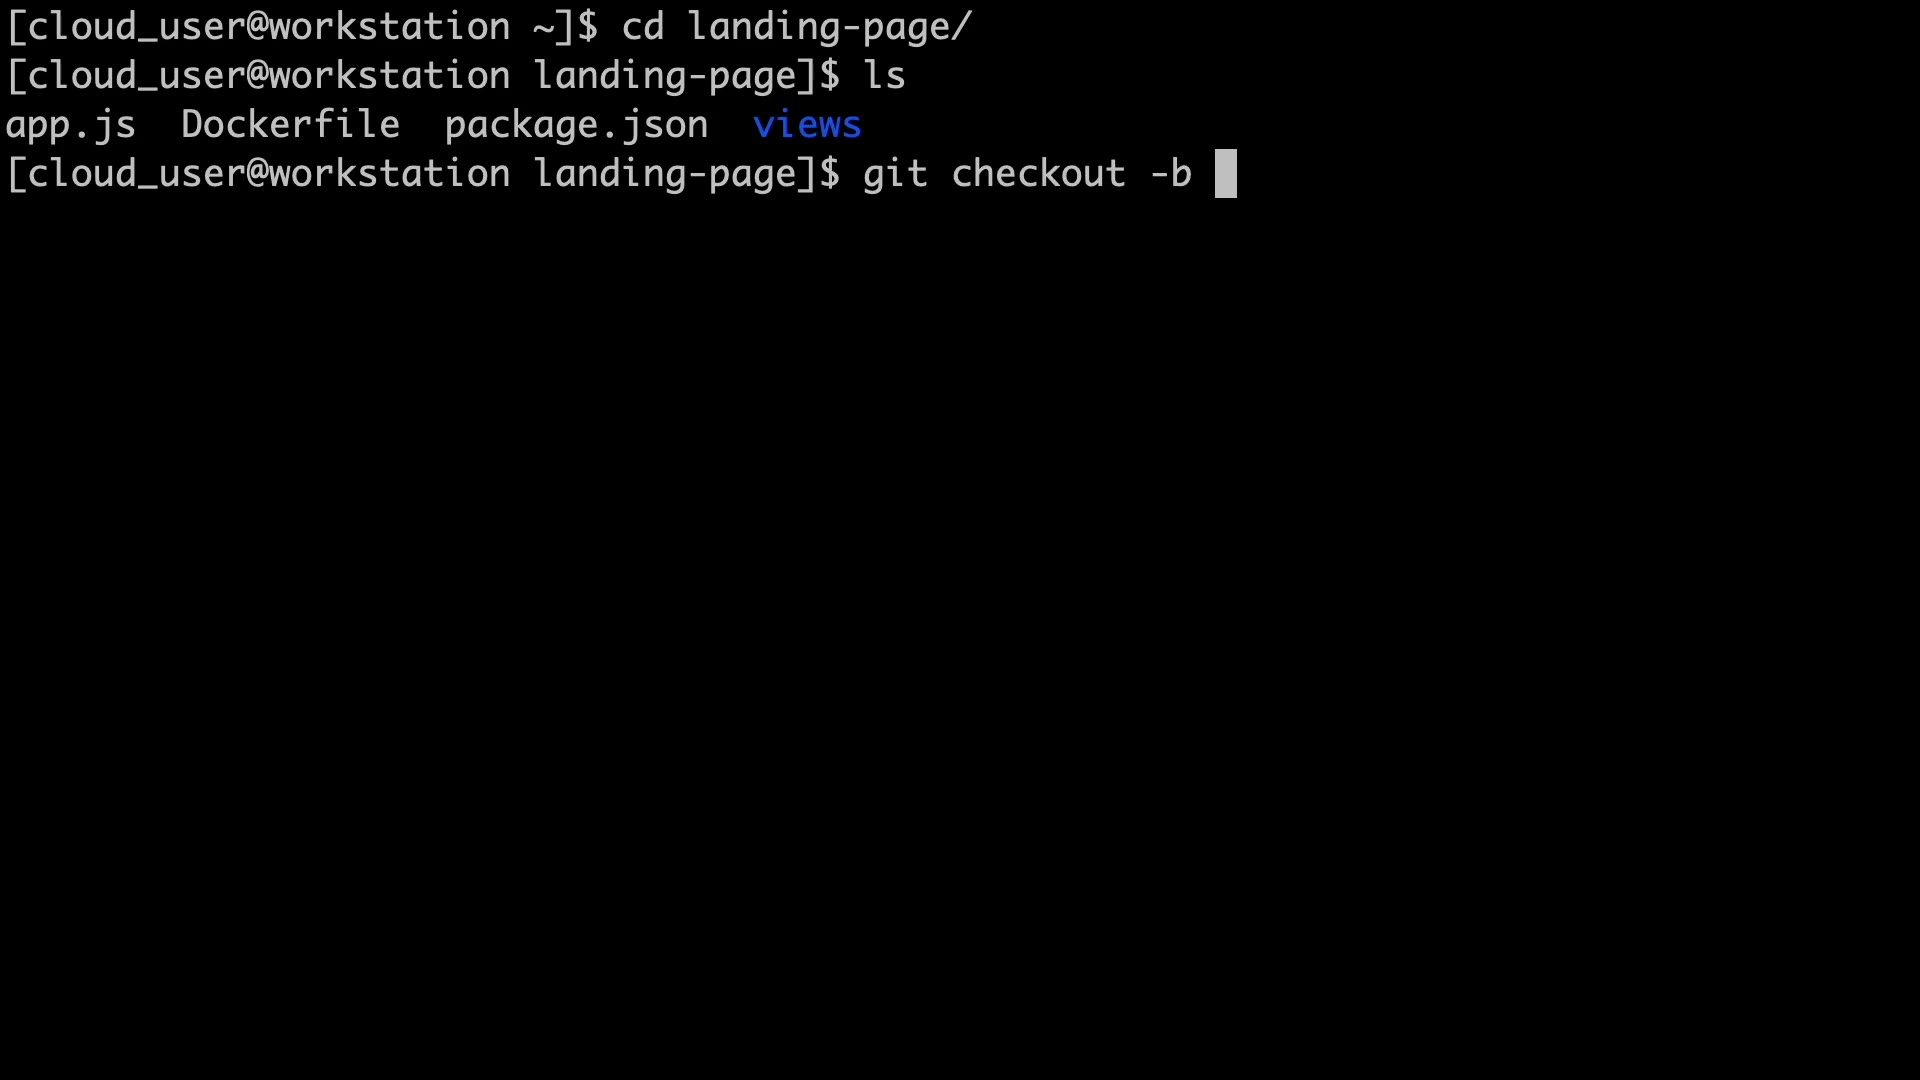 [cloud_user@workstation ~]$ cd landing-page/
[cloud_user@workstation landing-page]$ ls
app.js  Dockerfile  package.json  views
[cloud_user@workstation landing-page]$ git checkout -b